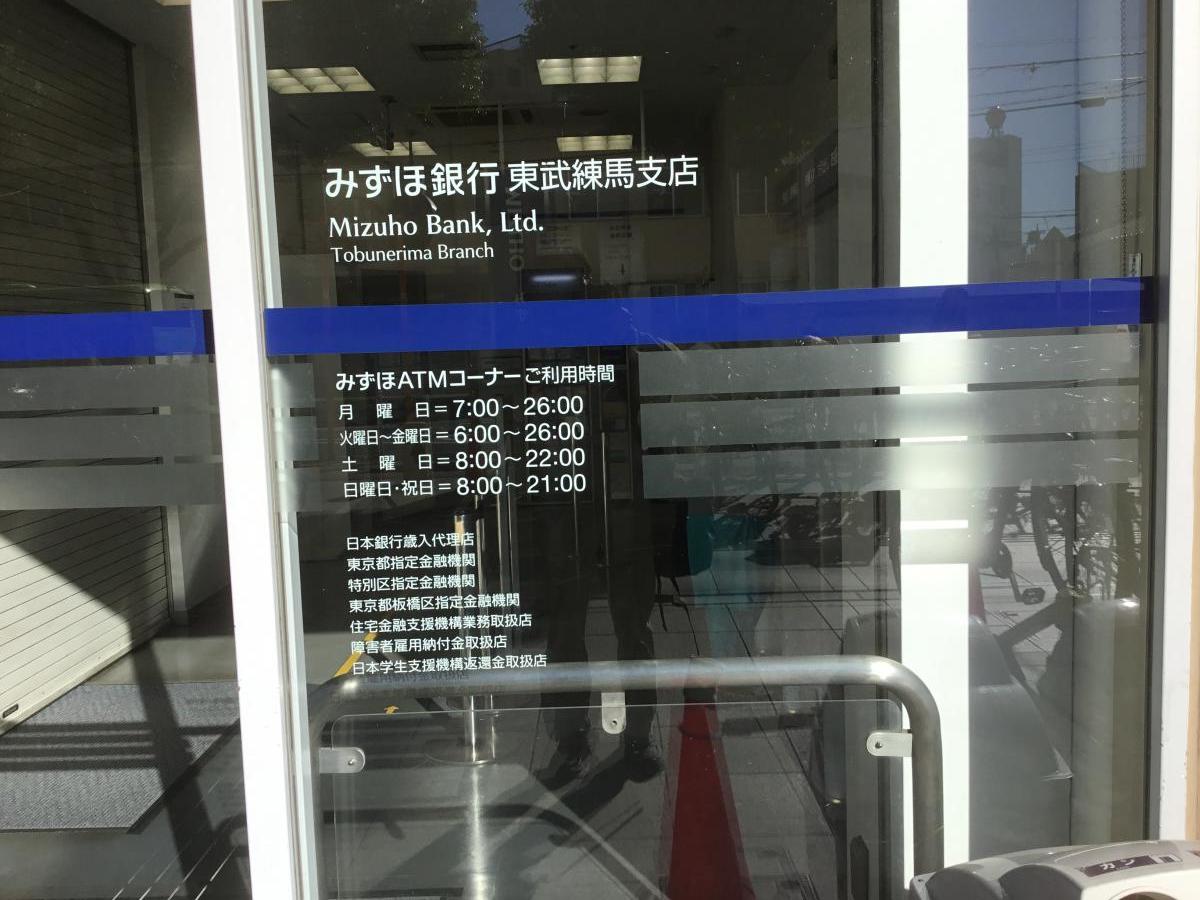 みずほ銀行 東武練馬支店
Mizuho Bank, Ltd.
Tobunerima Branch
みずほATMコーナーご利用時間
月曜日=7:00～26:00
火曜日～金曜日=6:00～26:00
土曜日=8:00～22:00
日曜日・祝日=8:00～21:00
日本銀行歳入代理店
東京都指定金融機関
特別区指定金融機関
東京都板橋区指定金融機関
住宅金融支援機構業務取扱店
障害者雇用納付金取扱店
日本学生支援機構返還金取扱店
カン